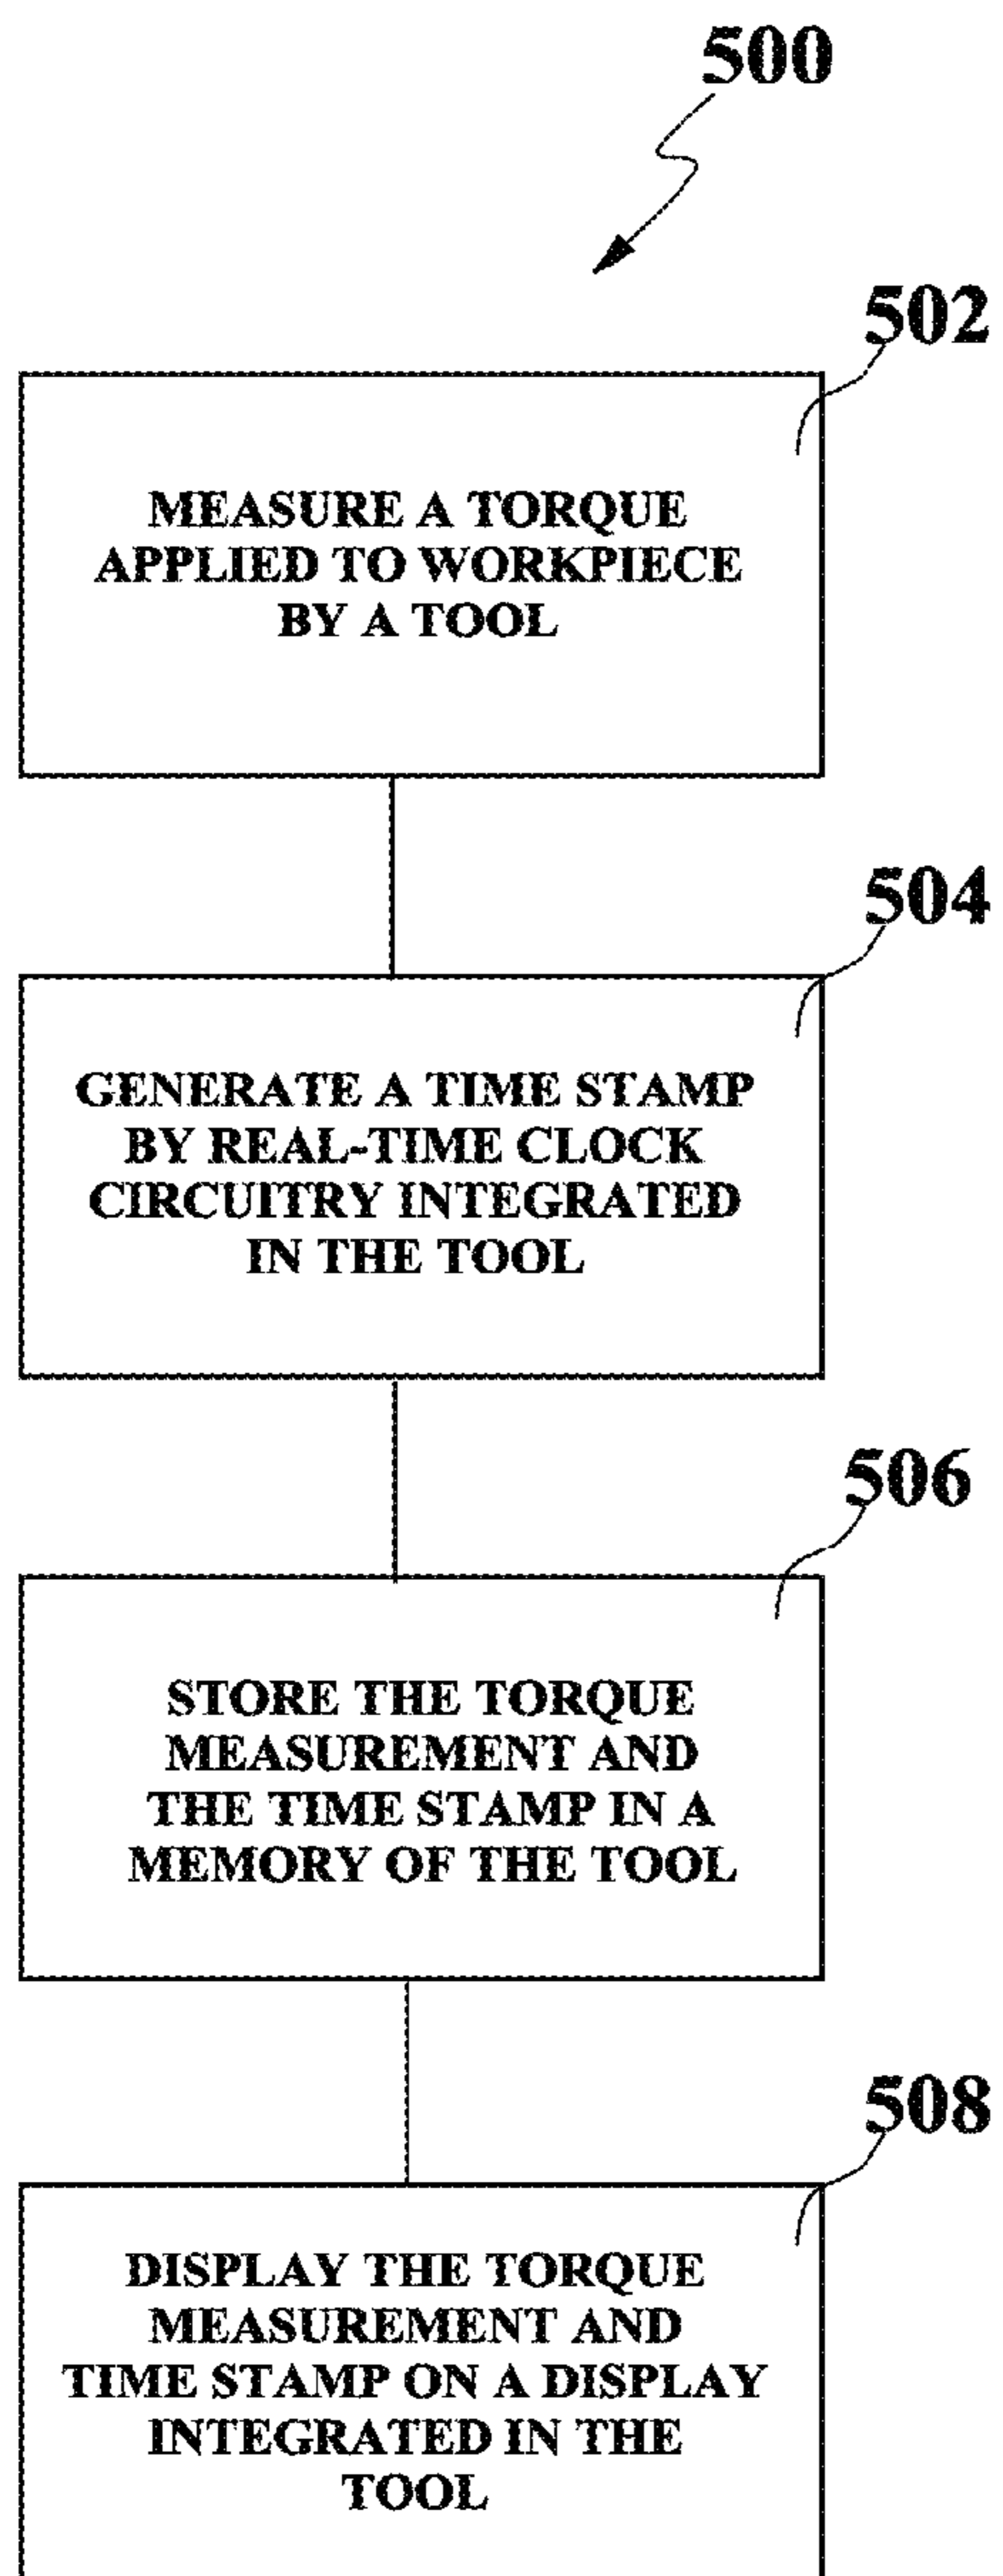 500
502
MEASURE A TORQUE
APPLIED TO WORKPIECE
BY A TOOL
504
GENERATE A TIME STAMP
BY REAL-TIME CLOCK
CIRCUITRY INTEGRATED
IN THE TOOL
506
STORE THE TORQUE
MEASUREMENT AND
THE TIME STAMP IN A
MEMORY OF THE TOOL
508
DISPLAY THE TORQUE
MEASUREMENT AND
TIME STAMP ON A DISPLAY
INTEGRATED IN THE
TOOL